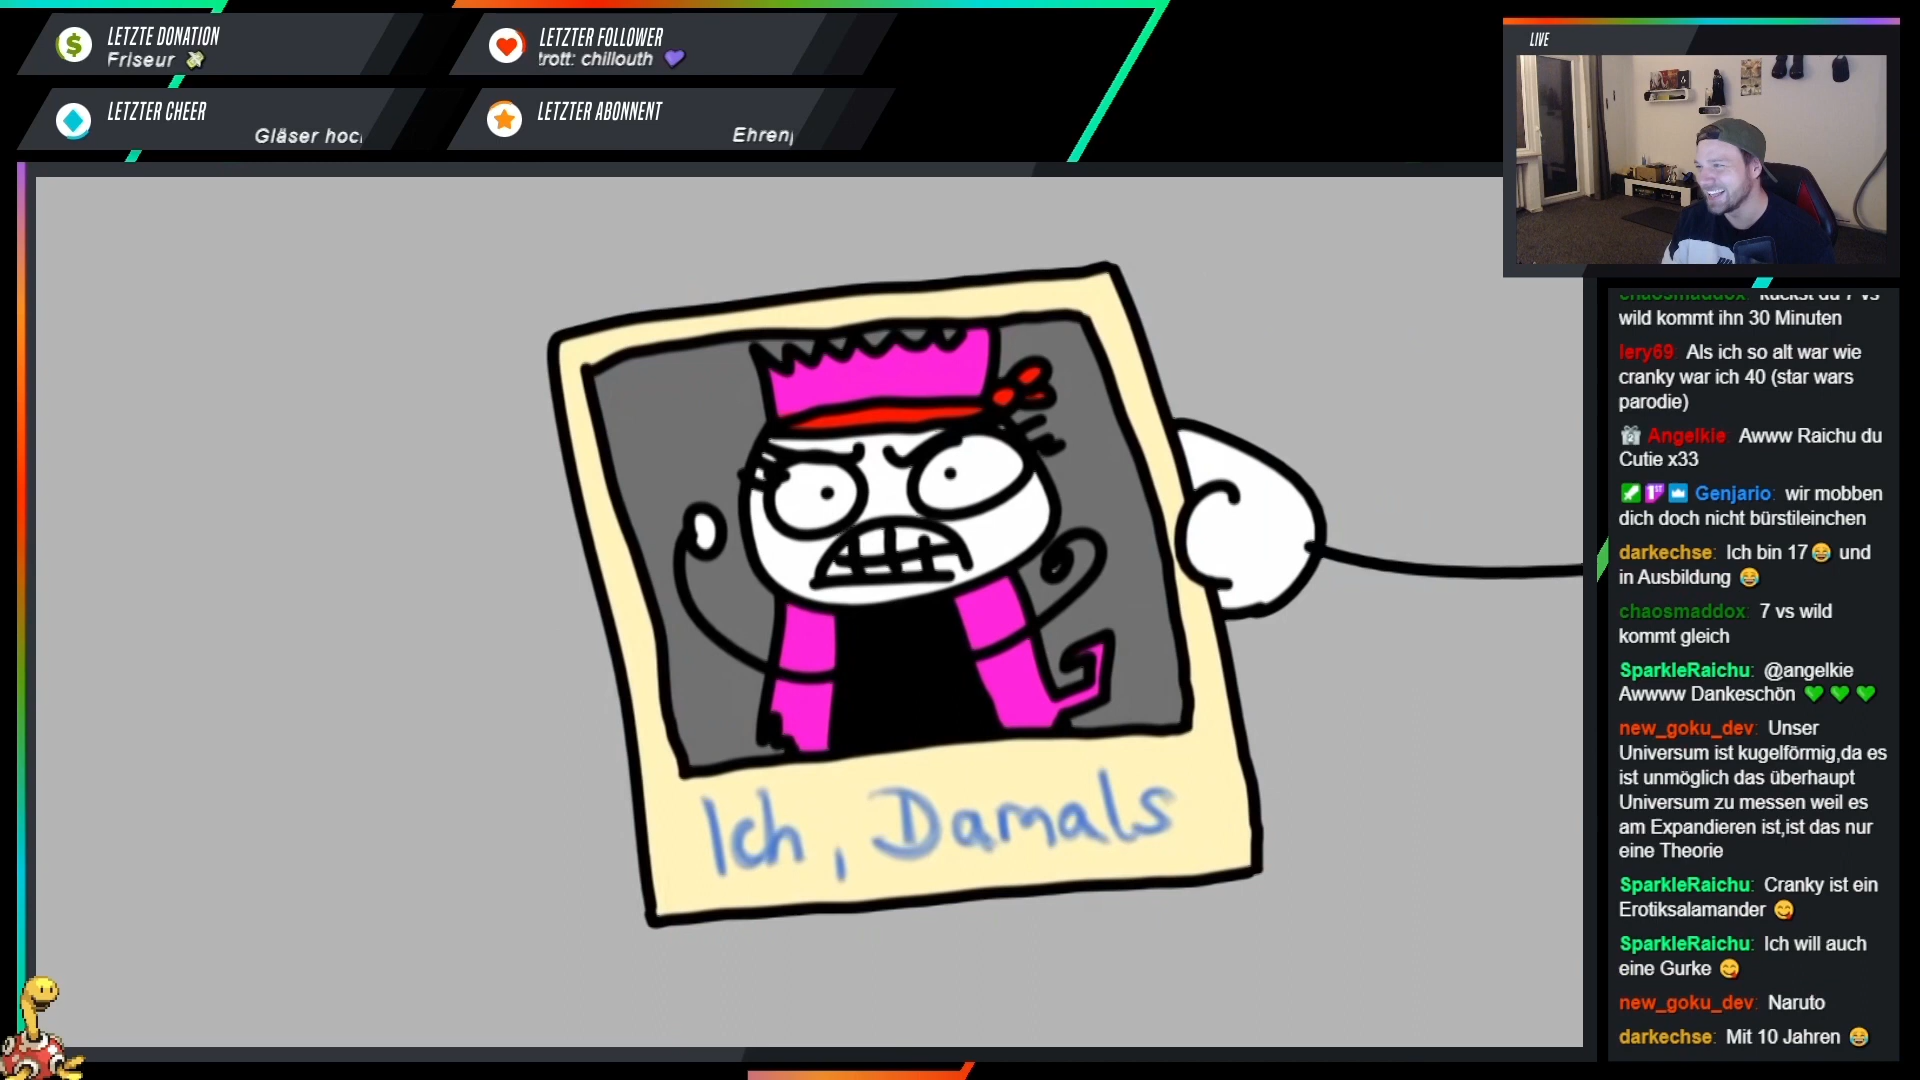 LETZTE DONATION
Friseur
LETZTER FOLLOWER
trott: chillouth
LETZTER CHEER
Gläser hoc
LETZTER ABONNENT
Ehren
LIVE
Ich, Damals
chaosmaddox: kuckst du 7 vs
wild kommt ihn 30 Minuten
lery69: Als ich so alt war wie
cranky war ich 40 (star wars
parodie)
Angelkie: Awww Raichu du
Cutie x33
Genjario: wir mobben
dich doch nicht bürstileinchen
darkechse: Ich bin 17😂 und
in Ausbildung 😂
chaosmaddox: 7 vs wild
kommt gleich
SparkleRaichu: @angelkie
Awwww Dankeschön 💚 💚 💚
new_goku_dev: Unser
Universum ist kugelförmig,da es
ist unmöglich das überhaupt
Universum zu messen weil es
am Expandieren ist,ist das nur
eine Theorie
SparkleRaichu: Cranky ist ein
Erotiksalamander 😋
SparkleRaichu: Ich will auch
eine Gurke 😋
new_goku_dev: Naruto
darkechse: Mit 10 Jahren 😂